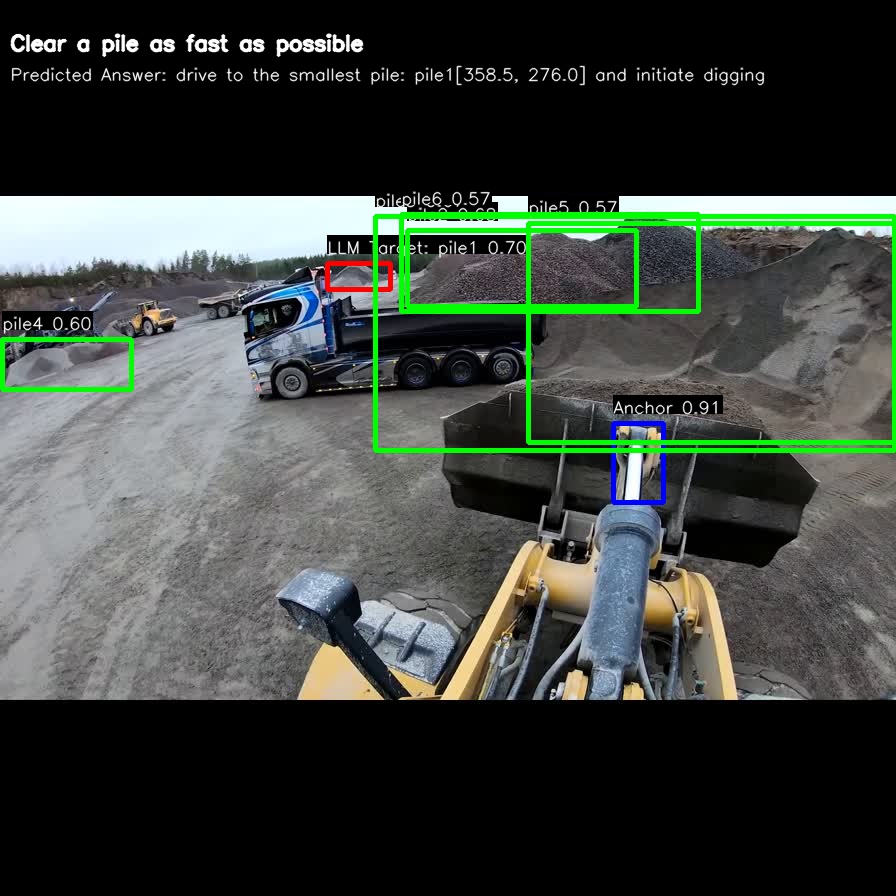 Clear a pile as fast as possible
Predicted Answer: drive to the smallest pile: pile1[358.5, 276.0] and initiate digging
pile6 0.57
pile5 0.57
LLM Target: pile1 0.70
pile4 0.60
Anchor 0.91